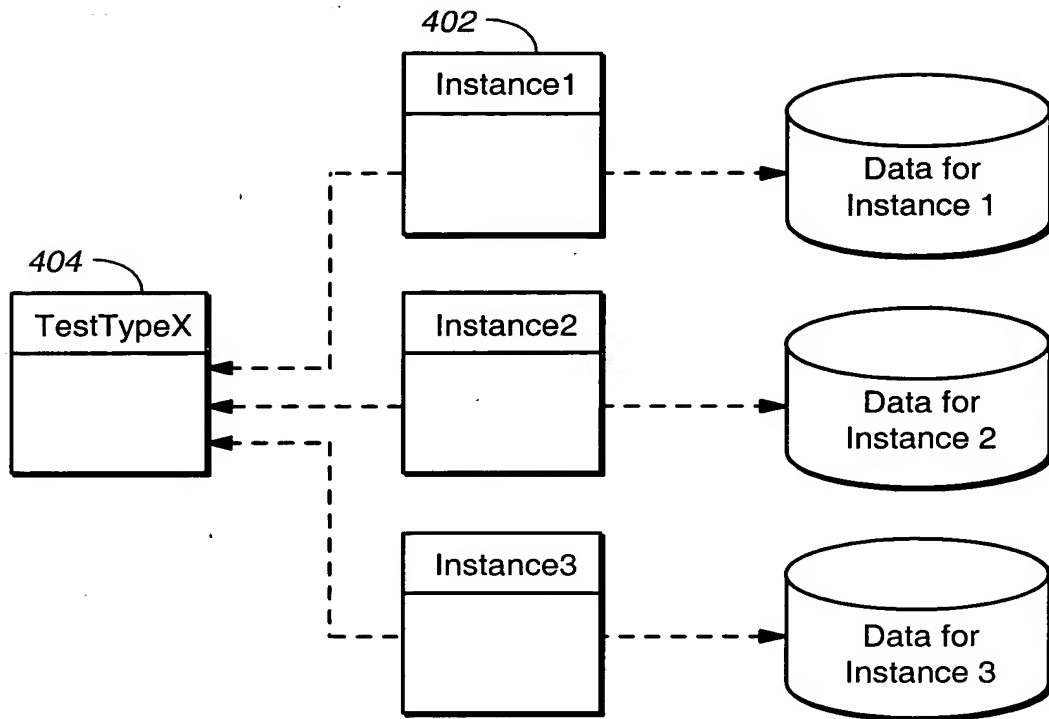 402
Instance1
Data for
Instance 1
404
TestTypeX
Instance2
Data for
Instance 2
Instance3
Data for
Instance 3